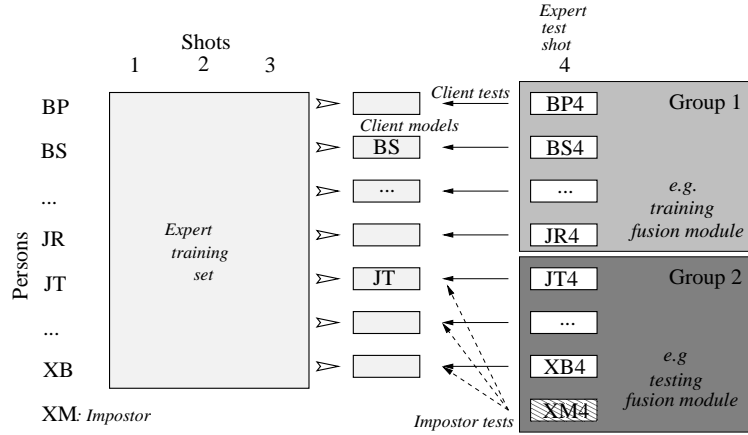 Expert
test
shot
Shots
1 2 3 4
Client tests
BP BP4 Group 1
Client models
BS BS BS4
... ... ... e.g.
training
Expert
training
set
fusion module
JR JR4
Persons
JT JT JT4 Group 2
... ...
e.g
XB XB4
testing
fusion module
XM: Impostor Impostor tests XM4